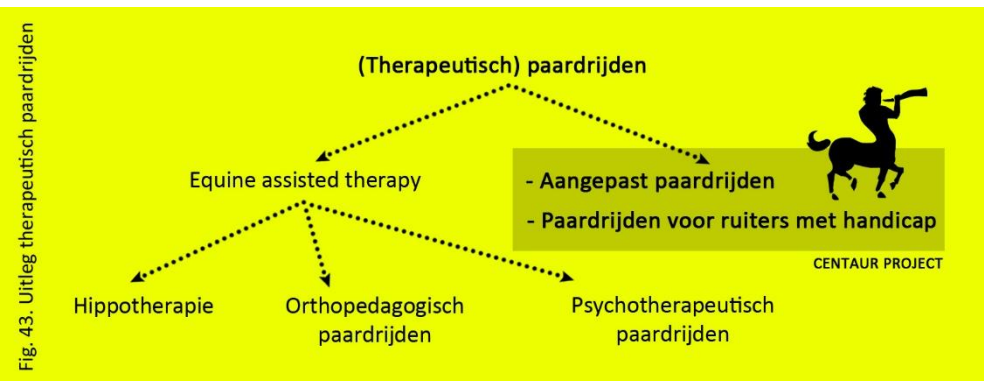 Fig. 43. Uitleg therapeutisch paardrijden
(Therapeutisch) paardrijden
Equine assisted therapy
- Aangepast paardrijden
- Paardrijden voor ruiters met handicap
CENTAUR PROJECT
Hippotherapie
Orthopedagogisch
paardrijden
Psychotherapeutisch
paardrijden